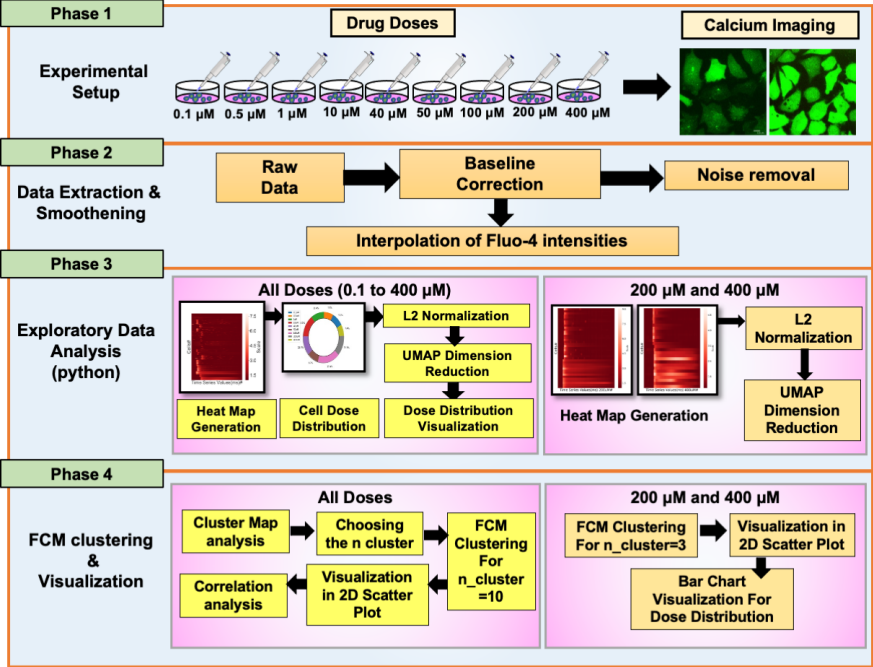 Phase 1
Drug Doses
Calcium Imaging
Experimental
Setup
0.1 µM 0.5 µM 1 µM 10 µM 40 µM 50 µM 100 µM 200 µM 400 µM
Phase 2
Data Extraction &
Smoothening
Raw
Data
Baseline
Correction
Noise removal
Interpolation of Fluo-4 intensities
Phase 3
Exploratory Data
Analysis
(python)
All Doses (0.1 to 400 µM)
L2 Normalization
UMAP Dimension
Reduction
Heat Map
Generation
Cell Dose
Distribution
Dose Distribution
Visualization
200 µM and 400 µM
L2
Normalization
Heat Map Generation
UMAP
Dimension
Reduction
Phase 4
FCM clustering
&
Visualization
All Doses
Cluster Map
analysis
Choosing
the n cluster
FCM
Clustering
For
n_cluster
=10
Visualization
in 2D Scatter
Plot
Correlation
analysis
200 µM and 400 µM
FCM Clustering
For n_cluster=3
Visualization in
2D Scatter Plot
Bar Chart
Visualization For
Dose Distribution